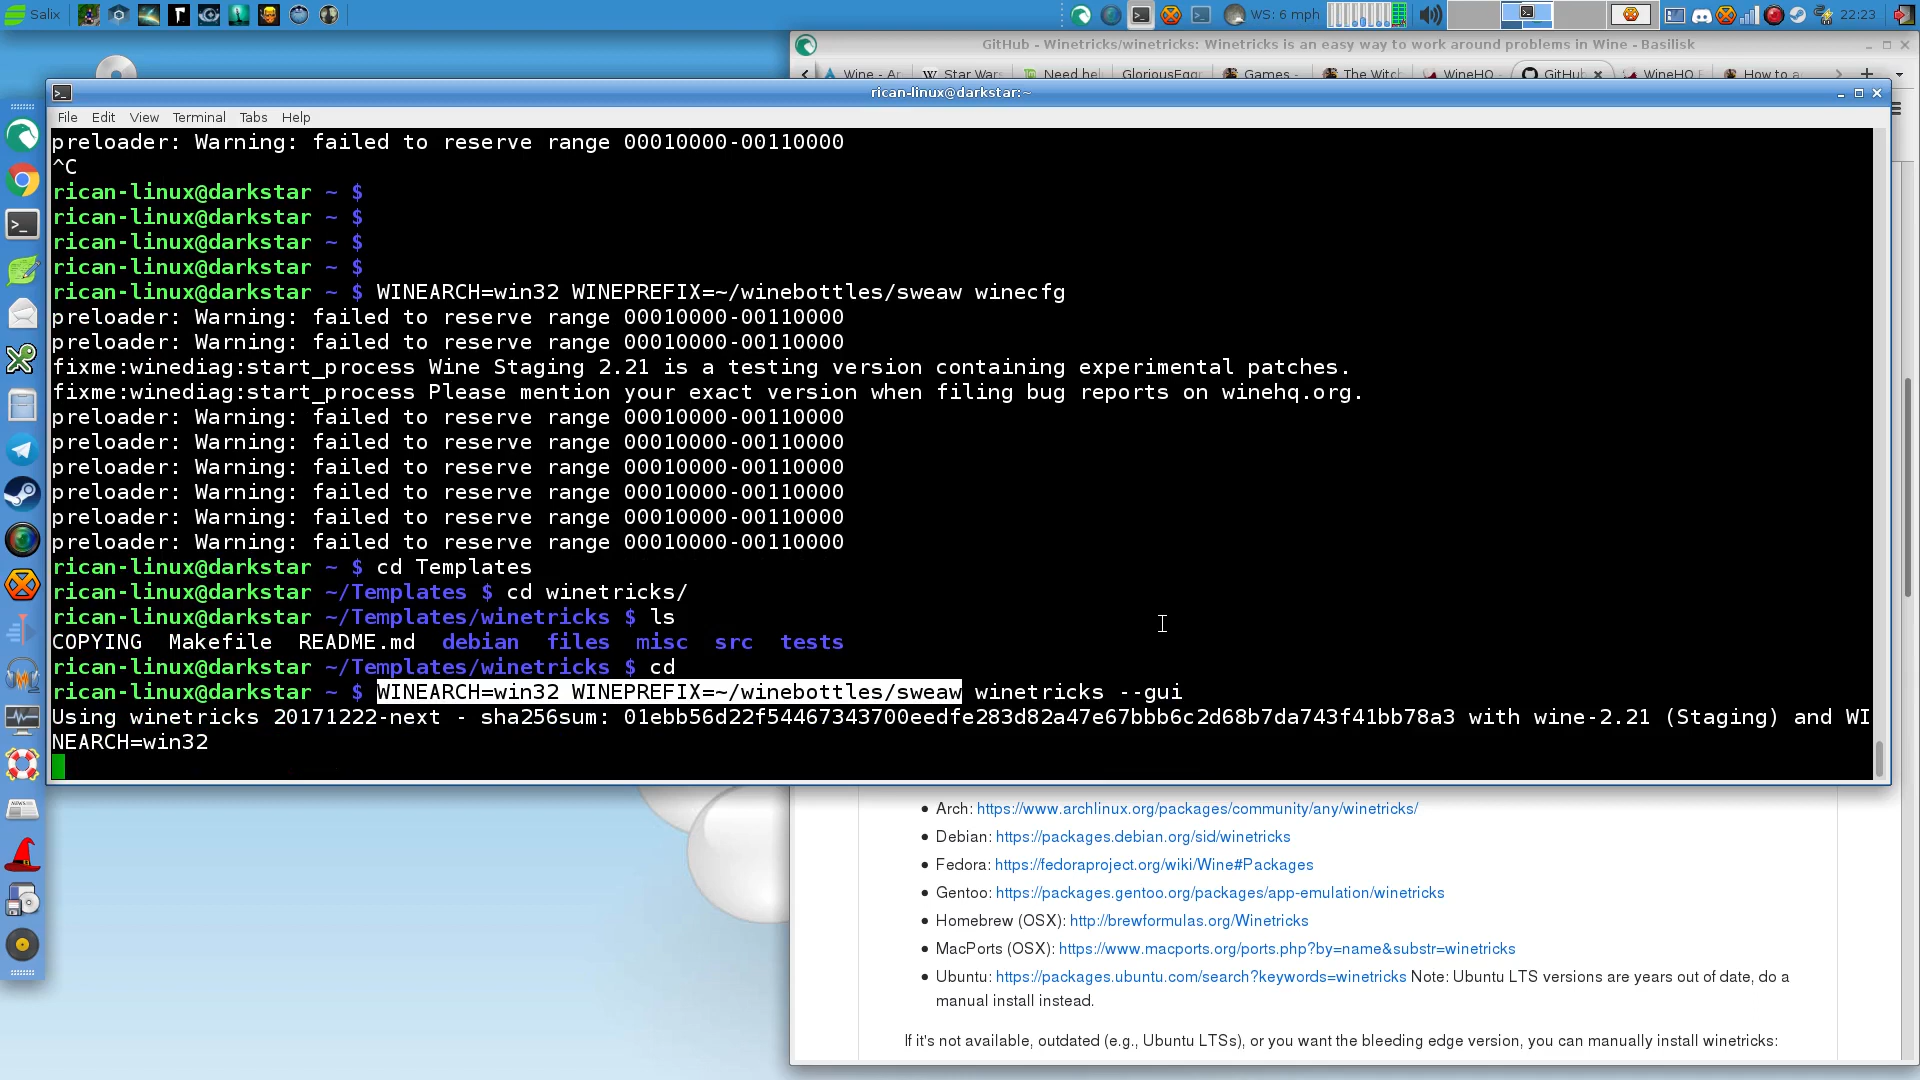 Salix
WS: 6 mph
22:23
GitHub - Winetricks/winetricks: Winetricks is an easy way to work around problems in Wine - Basilisk
Wine - Ar
Star Wars
Need hel
GloriousEgg
Games -
The Witch
WineHQ
GitHub
WineHQ F
How to a
rican-linux@darkstar:~
File Edit View Terminal Tabs Help
preloader: Warning: failed to reserve range 00010000-00110000
^C
rican-linux@darkstar ~ $
rican-linux@darkstar ~ $
rican-linux@darkstar ~ $
rican-linux@darkstar ~ $
rican-linux@darkstar ~ $ WINEARCH=win32 WINEPREFIX=~/winebottles/sweaw winecfg
preloader: Warning: failed to reserve range 00010000-00110000
preloader: Warning: failed to reserve range 00010000-00110000
fixme:winediag:start_process Wine Staging 2.21 is a testing version containing experimental patches.
fixme:winediag:start_process Please mention your exact version when filing bug reports on winehq.org.
preloader: Warning: failed to reserve range 00010000-00110000
preloader: Warning: failed to reserve range 00010000-00110000
preloader: Warning: failed to reserve range 00010000-00110000
preloader: Warning: failed to reserve range 00010000-00110000
preloader: Warning: failed to reserve range 00010000-00110000
preloader: Warning: failed to reserve range 00010000-00110000
rican-linux@darkstar ~ $ cd Templates
rican-linux@darkstar ~/Templates $ cd winetricks/
rican-linux@darkstar ~/Templates/winetricks $ ls
COPYING Makefile README.md debian files misc src tests
rican-linux@darkstar ~/Templates/winetricks $ cd
rican-linux@darkstar ~ $ WINEARCH=win32 WINEPREFIX=~/winebottles/sweaw winetricks --gui
Using winetricks 20171222-next - sha256sum: 01ebb56d22f54467343700eedfe283d82a47e67bbb6c2d68b7da743f41bb78a3 with wine-2.21 (Staging) and WI
NEARCH=win32
Arch: https://www.archlinux.org/packages/community/any/winetricks/
Debian: https://packages.debian.org/sid/winetricks
Fedora: https://fedoraproject.org/wiki/Wine#Packages
Gentoo: https://packages.gentoo.org/packages/app-emulation/winetricks
Homebrew (OSX): http://brewformulas.org/Winetricks
MacPorts (OSX): https://www.macports.org/ports.php?by=name&substr=winetricks
Ubuntu: https://packages.ubuntu.com/search?keywords=winetricks Note: Ubuntu LTS versions are years out of date, do a
manual install instead.
If it's not available, outdated (e.g., Ubuntu LTSs), or you want the bleeding edge version, you can manually install winetricks: